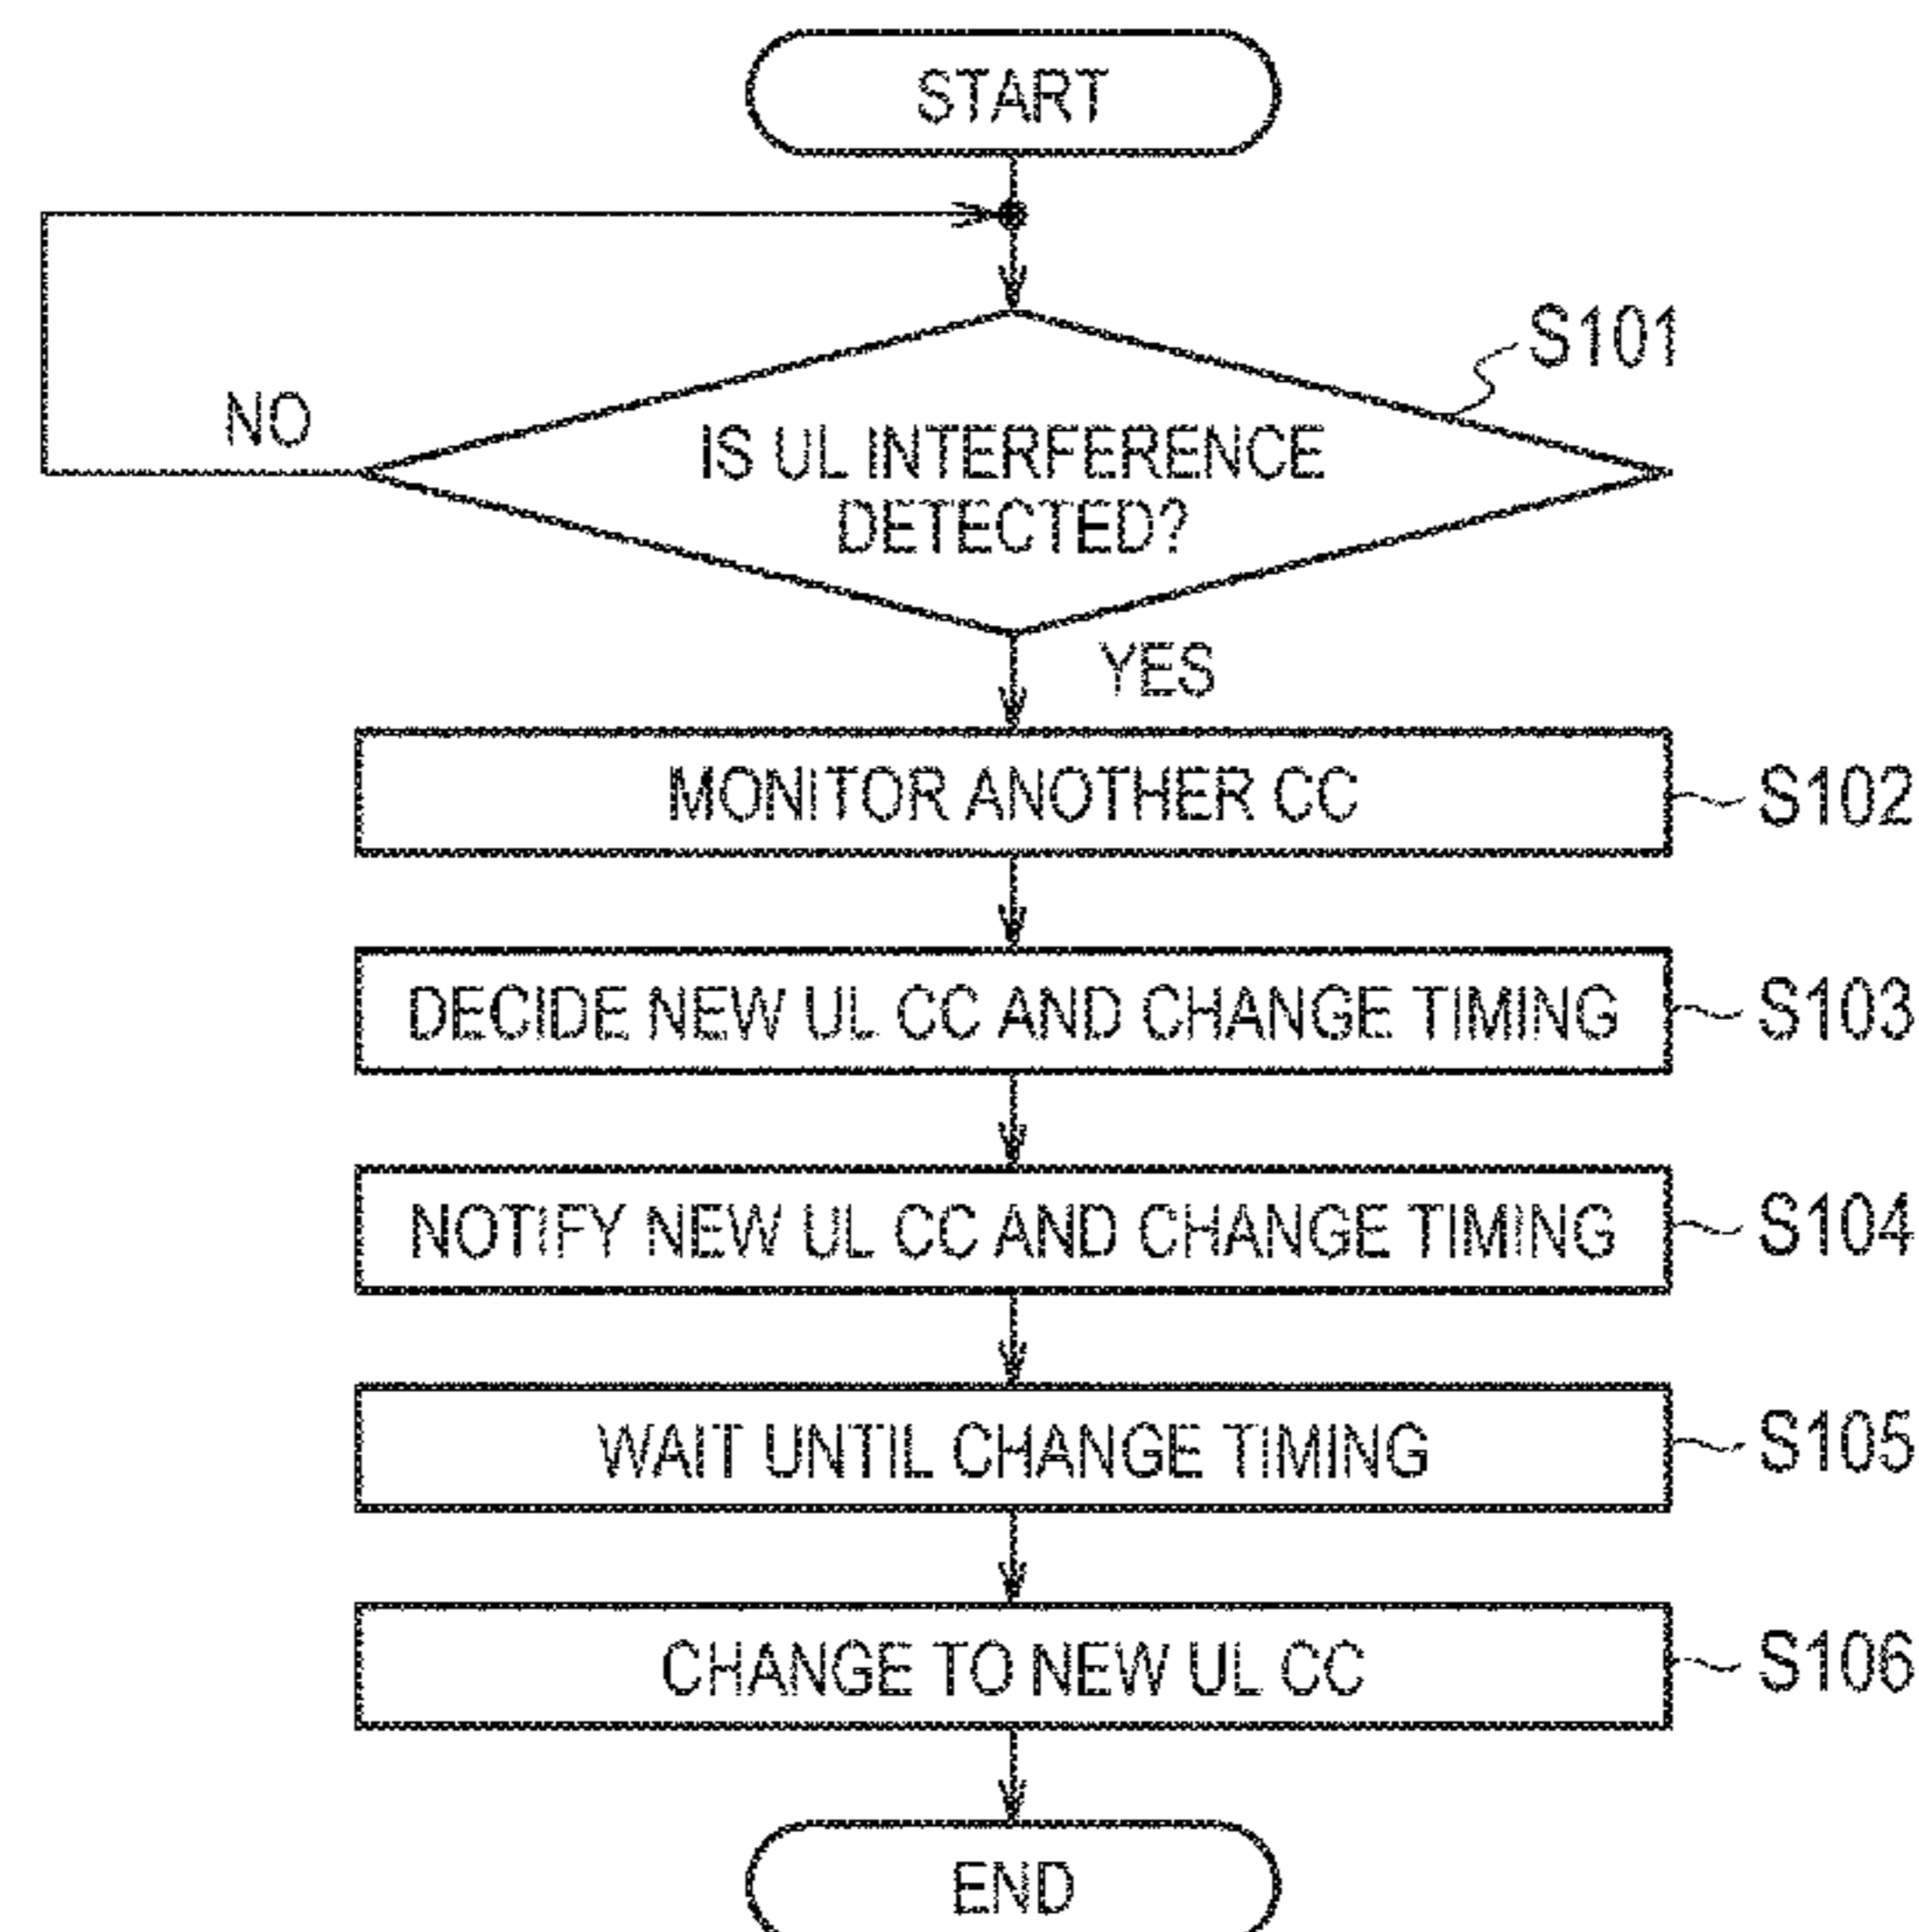 START
S101
NO
IS UL INTERFERENCE
DETECTED?
YES
MONITOR ANOTHER CC
S102
DECIDE NEW UL CC AND CHANGE TIMING
S103
NOTIFY NEW UL CC AND CHANGE TIMING
S104
WAIT UNTIL CHANGE TIMING
S105
CHANGE TO NEW UL CC
S106
END